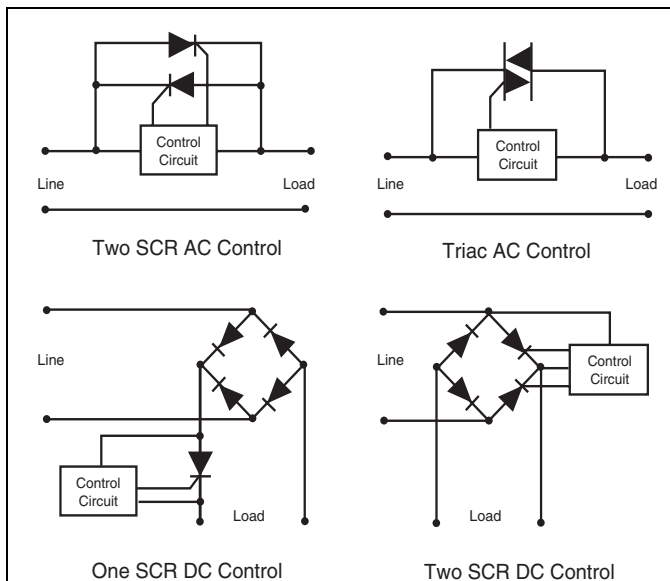 Control
Circuit
Line
Load
Two SCR AC Control
Control
Circuit
Line
Load
Triac AC Control
Line
Control
Circuit
Load
One SCR DC Control
Line
Control
Circuit
Load
Two SCR DC Control